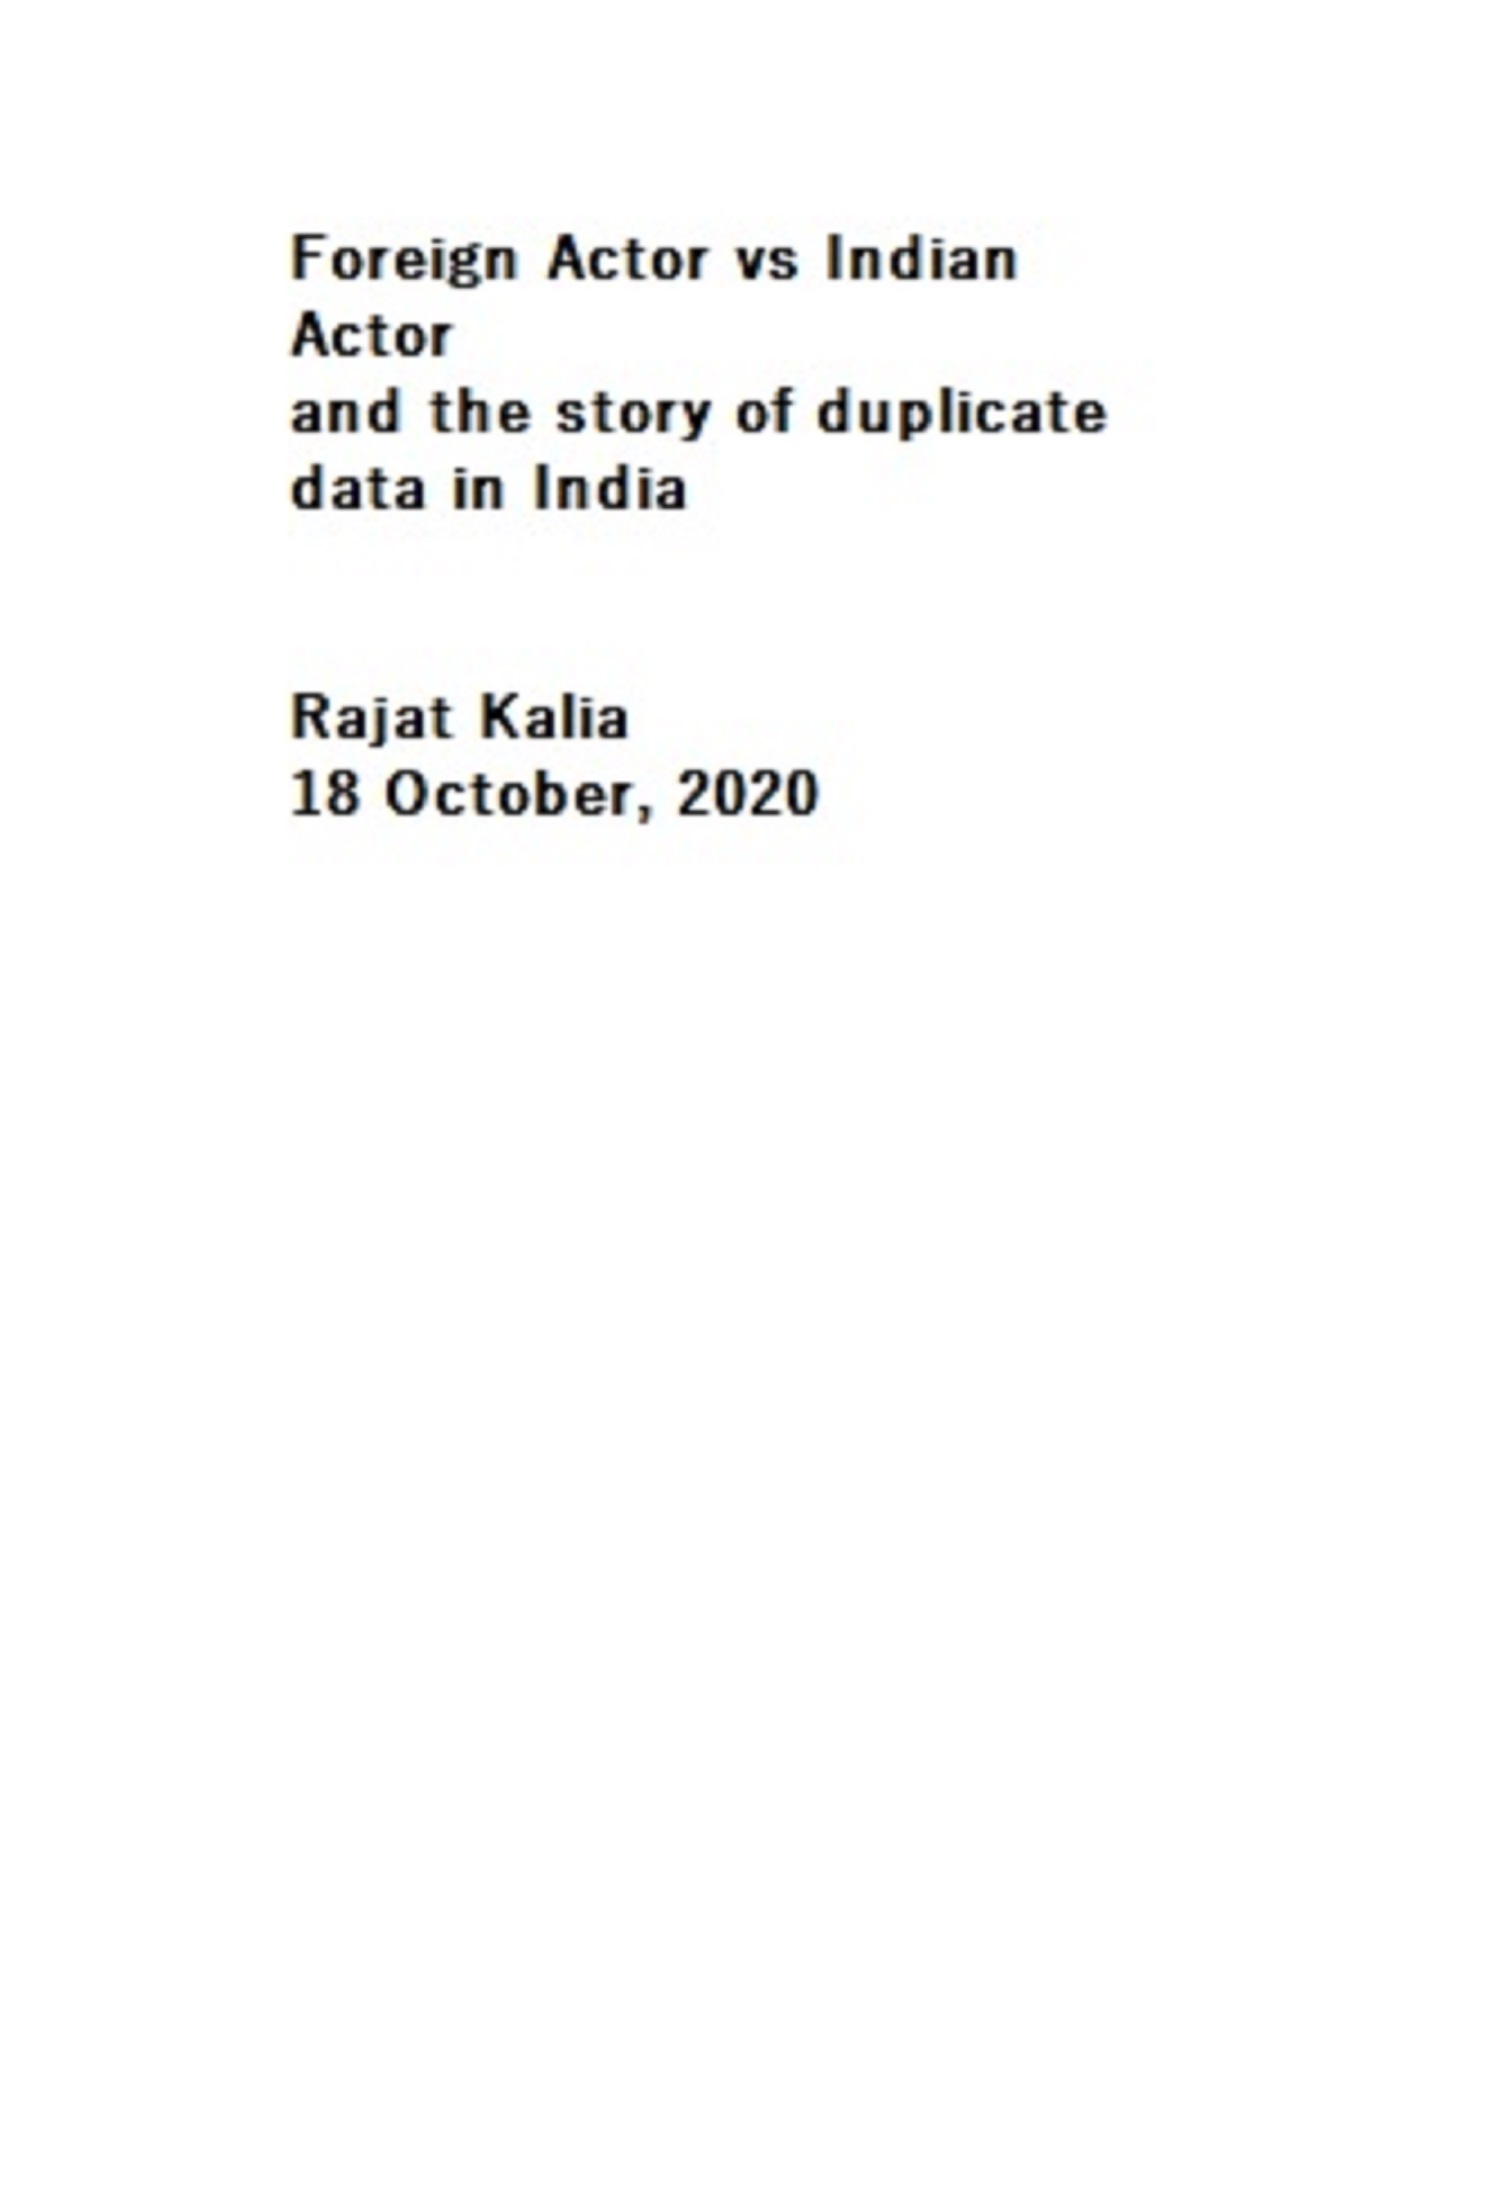 Foreign Actor vs Indian
Actor
and the story of duplicate
data in India
Rajat Kalia
18 October, 2020